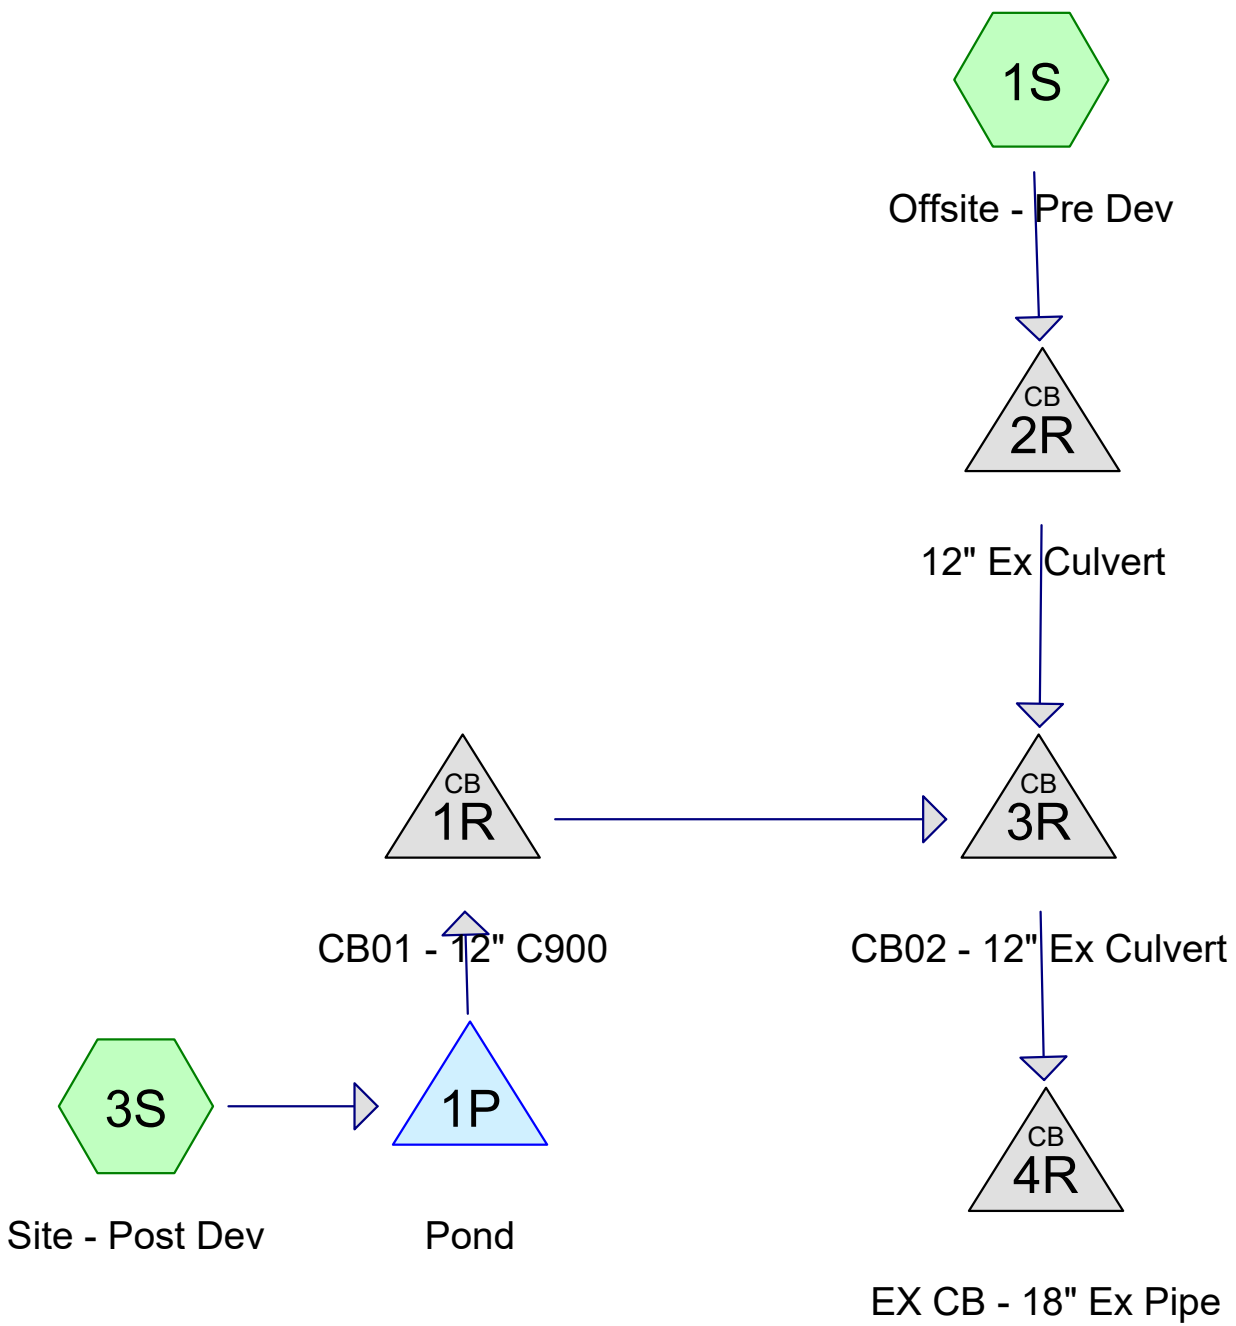 1S
Offsite - Pre Dev
CB
2R
12" Ex Culvert
CB
1R
CB01 - 12" C900
CB
3R
CB02 - 12" Ex Culvert
3S
Site - Post Dev
1P
Pond
CB
4R
EX CB - 18" Ex Pipe